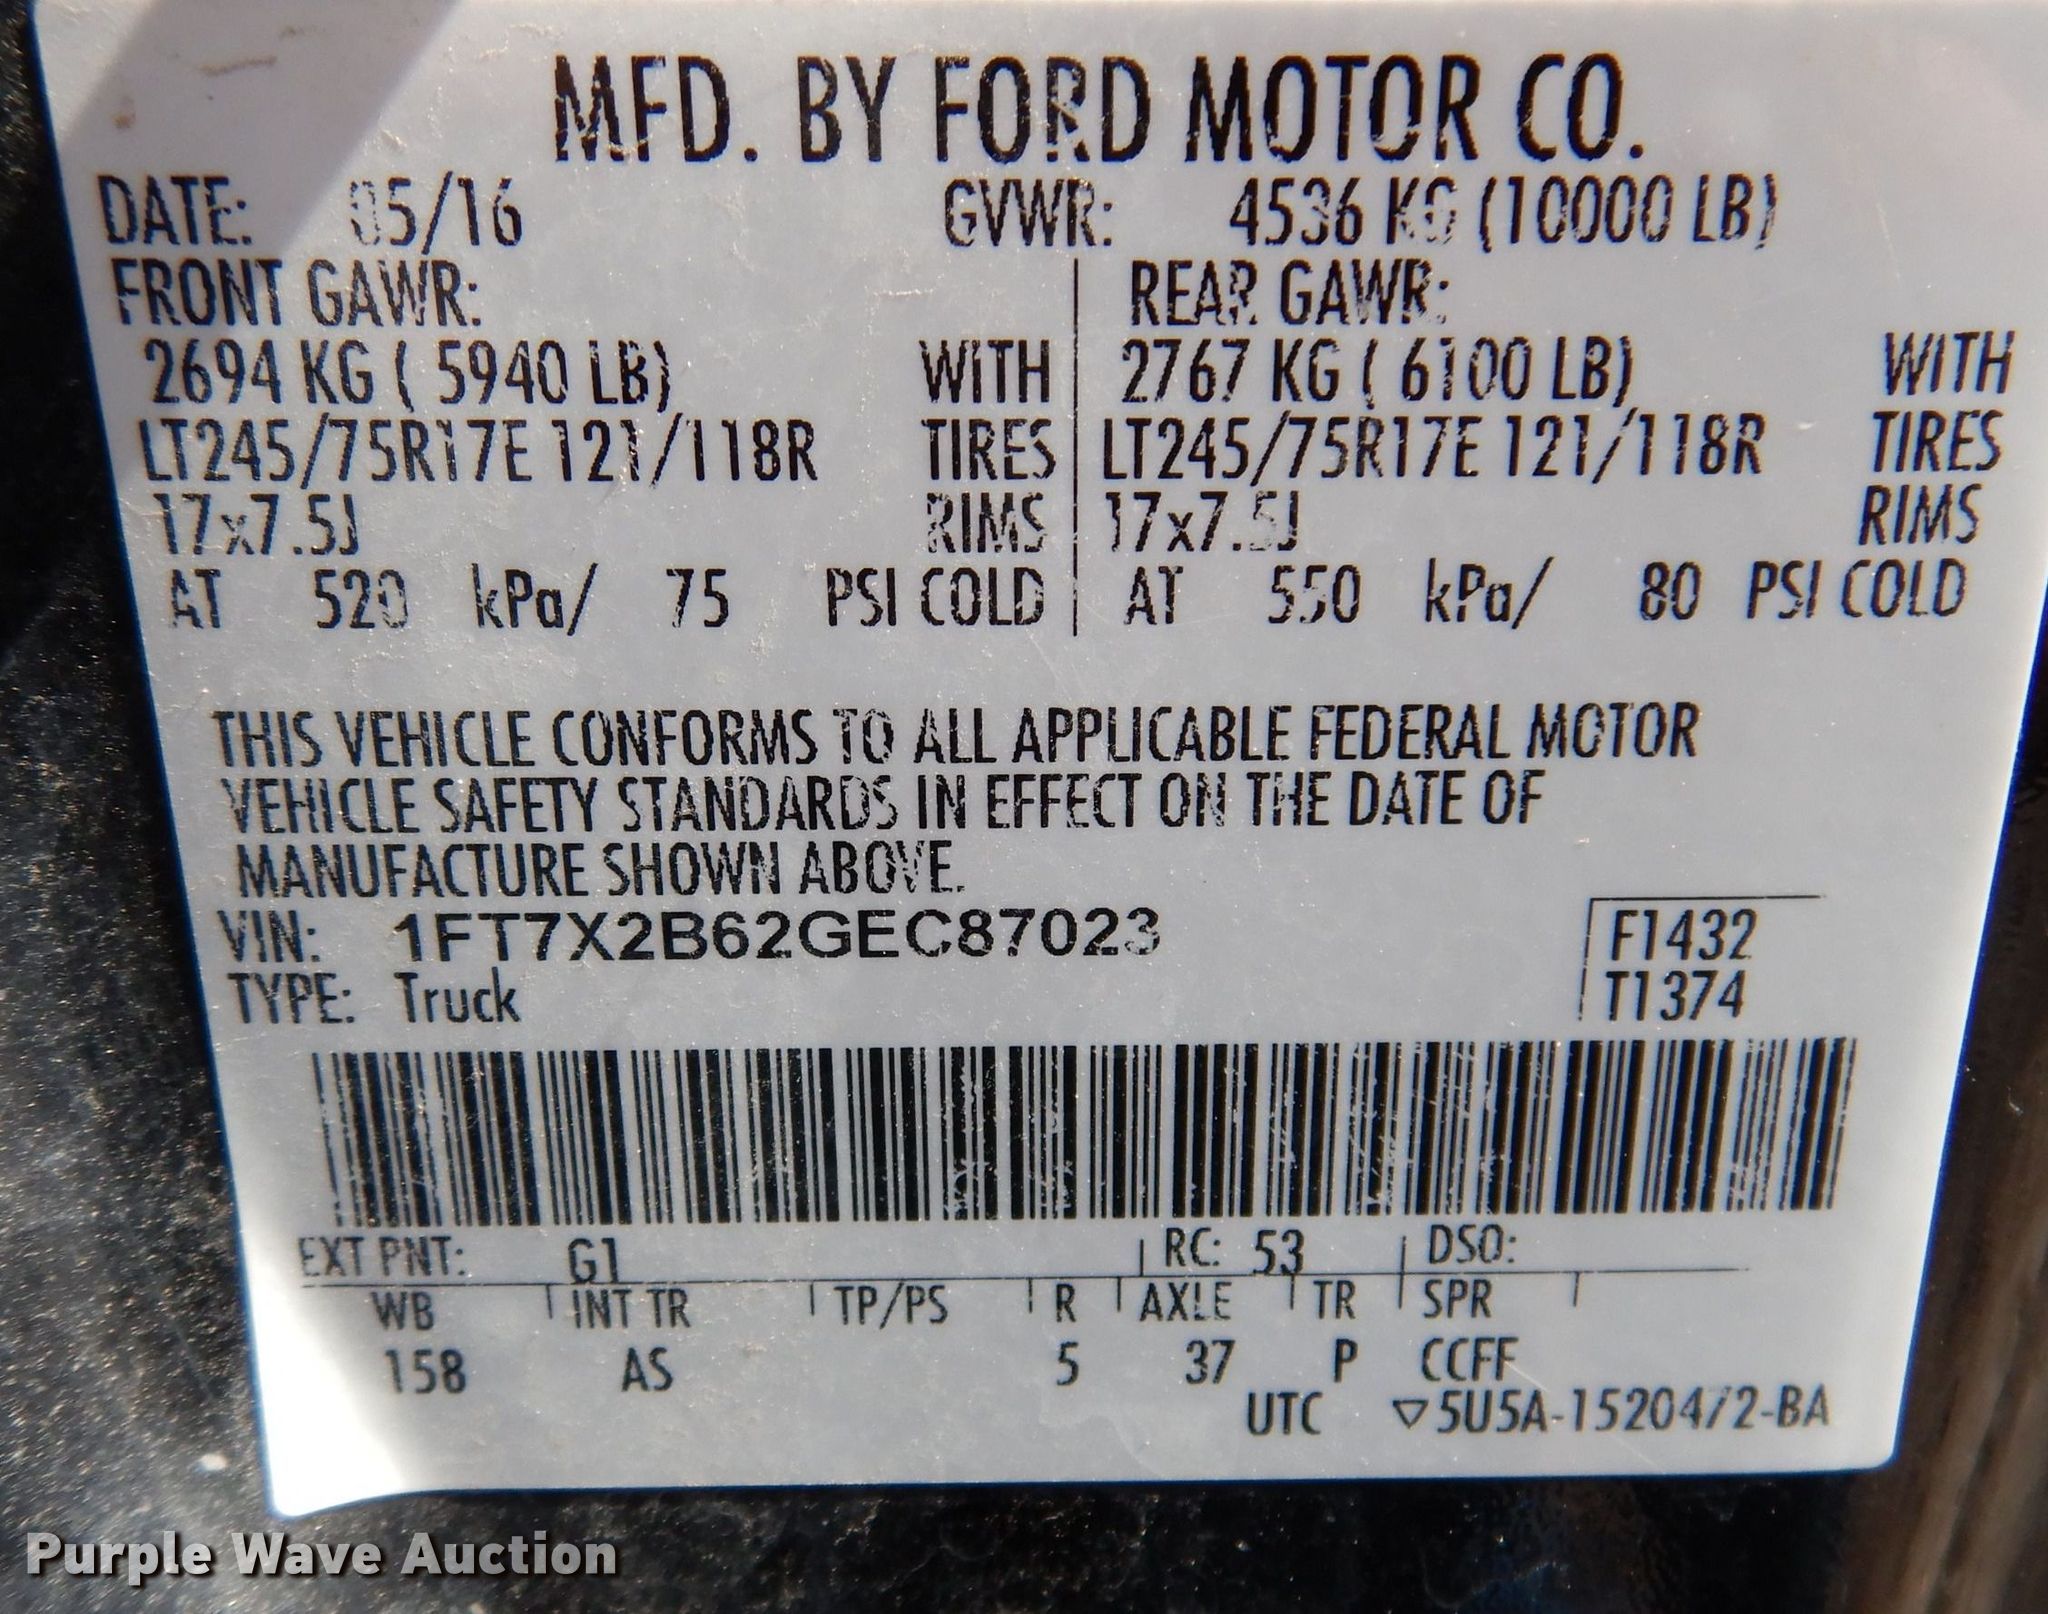 MFD. BY FORD MOTOR CO.
DATE: 05/16 GVWR: 4536 KG (10000 LB)
FRONT GAWR: REAR GAWR:
2694 KG ( 5940 LB) WITH 2767 KG ( 6100 LB) WITH
LT245/75R17E 121/118R TIRES LT245/75R17E 121/118R TIRES
17x7.5J RIMS 17x7.5J RIMS
AT 520 kPa/ 75 PSI COLD AT 550 kPa/ 80 PSI COLD
THIS VEHICLE CONFORMS TO ALL APPLICABLE FEDERAL MOTOR
VEHICLE SAFETY STANDARDS IN EFFECT ON THE DATE OF
MANUFACTURE SHOWN ABOVE.
VIN: 1FT7X2B62GEC87023 F1432
TYPE: Truck T1374
EXT PNT: G1 RC: 53 DSO:
WB INT TR TP/PS R AXLE TR SPR
158 AS 5 37 P CCFF
UTC ▽5U5A-1520472-BA
Purple Wave Auction